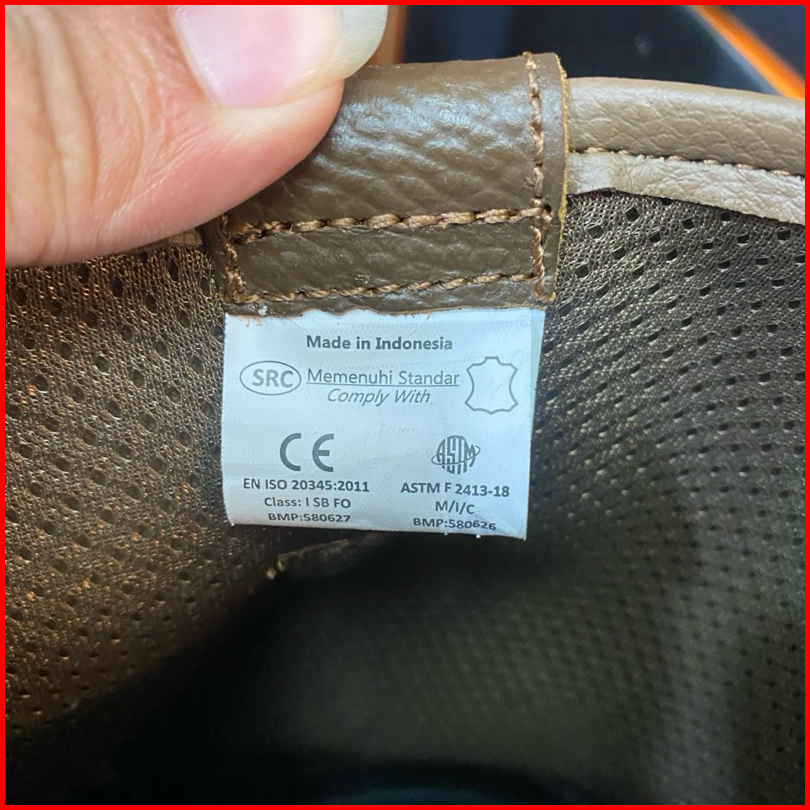 Made in Indonesia
SRC Memenuhi Standar
Comply With
CE
ASTM
EN ISO 20345:2011
ASTM F 2413-18
Class: I SB FO
M/I/C
BMP:580627
BMP:580626